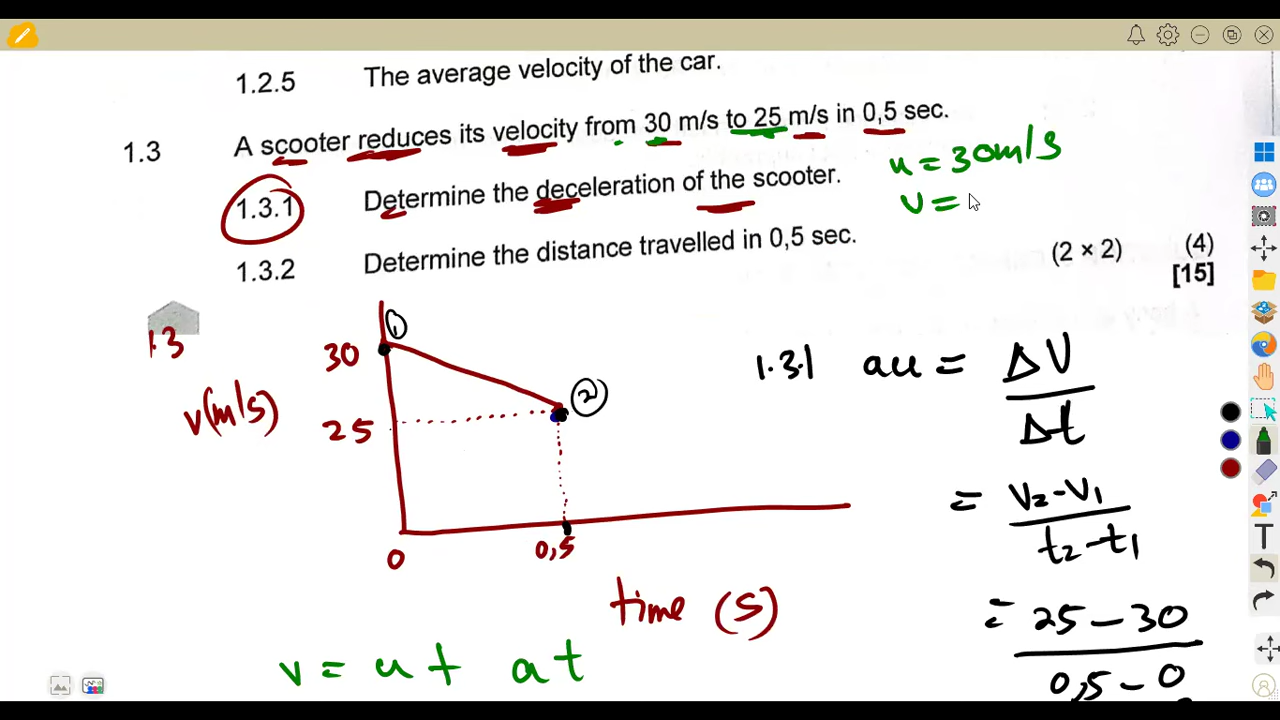 1.2.5 The average velocity of the car.
1.3 A scooter reduces its velocity from 30 m/s to 25 m/s in 0,5 sec.
u = 30m/s
1.3.1 Determine the deceleration of the scooter.
v =
1.3.2 Determine the distance travelled in 0,5 sec.
(2 × 2) (4)
[15]
1.3
30
①
v(m/s)
25
②
0
0,5
time (s)
v = u + at
1.3.1 au = ΔV
Δt
= V2 - V1
t2 - t1
= 25 - 30
0,5 - 0
T